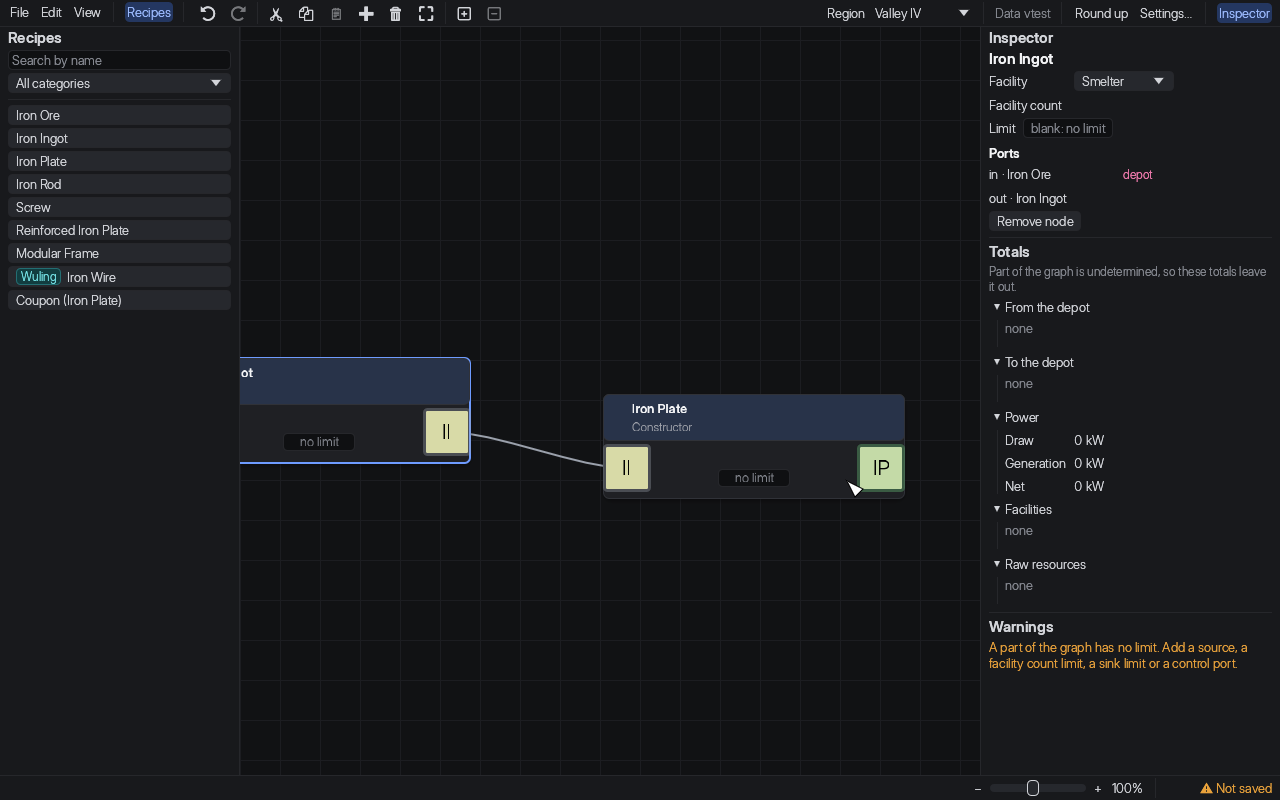 File Edit View Recipes Region Valley IV Data vtest Round up Settings... Inspector
Recipes
Search by name
All categories
Iron Ore
Iron Ingot
Iron Plate
Iron Rod
Screw
Reinforced Iron Plate
Modular Frame
Wuling Iron Wire
Coupon (Iron Plate)
ot
II
no limit
Iron Plate
Constructor
II
IP
no limit
Inspector
Iron Ingot
Facility Smelter
Facility count
Limit blank: no limit
Ports
in · Iron Ore depot
out · Iron Ingot
Remove node
Totals
Part of the graph is undetermined, so these totals leave
it out.
From the depot
none
To the depot
none
Power
Draw 0 kW
Generation 0 kW
Net 0 kW
Facilities
none
Raw resources
none
Warnings
A part of the graph has no limit. Add a source, a
facility count limit, a sink limit or a control port.
− + 100% Not saved